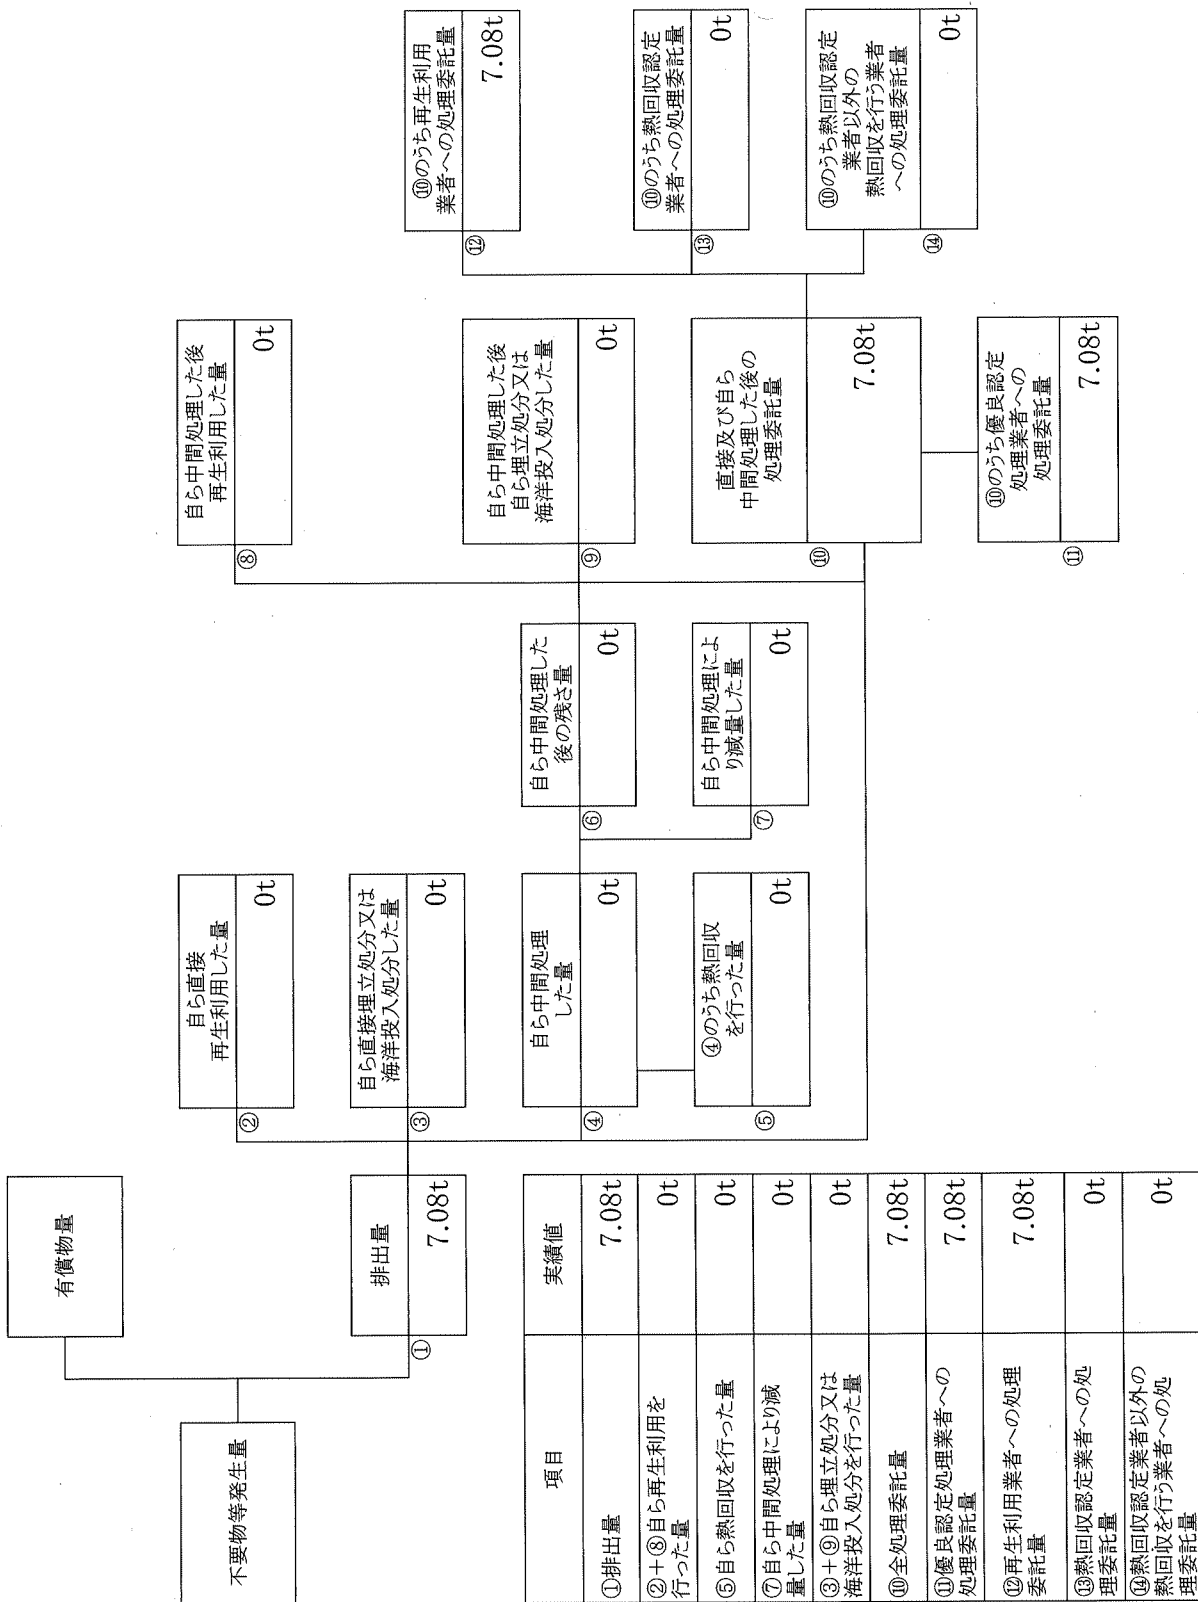 不要物等発生量
有償物量
排出量
①
7.08t
自ら直接
再生利用した量
②
0t
自ら直接埋立処分又は
海洋投入処分した量
③
0t
自ら中間処理
した量
④
0t
④のうち熱回収
を行った量
⑤
0t
自ら中間処理した
後の残さ量
⑥
0t
自ら中間処理によ
り減量した量
⑦
0t
自ら中間処理した後
再生利用した量
⑧
0t
自ら中間処理した後
自ら埋立処分又は
海洋投入処分した量
⑨
0t
直接及び自ら
中間処理した後の
処理委託量
⑩
7.08t
⑩のうち優良認定
処理業者への
処理委託量
⑪
7.08t
⑩のうち再生利用
業者への処理委託量
⑫
7.08t
⑩のうち熱回収認定
業者への処理委託量
⑬
0t
⑩のうち熱回収認定
業者以外の
熱回収を行う業者
への処理委託量
⑭
0t
項目 実績値
①排出量 7.08t
②+⑧自ら再生利用を
行った量 0t
⑤自ら熱回収を行った量 0t
⑦自ら中間処理により減
量した量 0t
③+⑨自ら埋立処分又は
海洋投入処分を行った量 0t
⑩全処理委託量 7.08t
⑪優良認定処理業者への
処理委託量 7.08t
⑫再生利用業者への処理
委託量 7.08t
⑬熱回収認定業者への処
理委託量 0t
⑭熱回収認定業者以外の
熱回収を行う業者への処
理委託量 0t